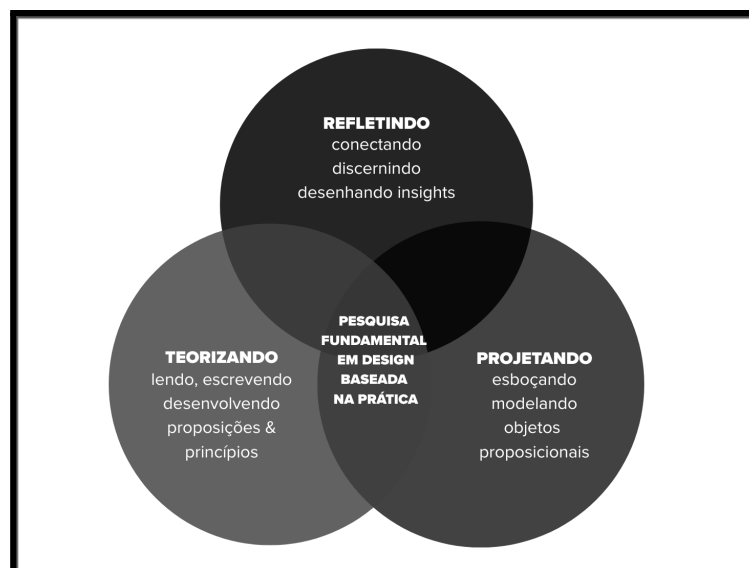 REFLETINDO
conectando
discernindo
desenhando insights
PESQUISA
FUNDAMENTAL
EM DESIGN
BASEADA
NA PRÁTICA
TEORIZANDO
lendo, escrevendo
desenvolvendo
proposições &
princípios
PROJETANDO
esboçando
modelando
objetos
proposicionais